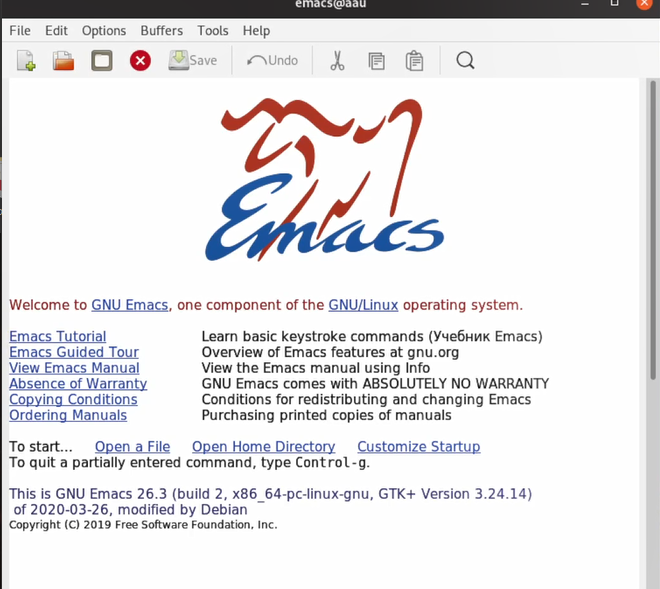 emacs@aau
File Edit Options Buffers Tools Help
Save Undo
Emacs
Welcome to GNU Emacs, one component of the GNU/Linux operating system.
Emacs Tutorial Learn basic keystroke commands (Учебник Emacs)
Emacs Guided Tour Overview of Emacs features at gnu.org
View Emacs Manual View the Emacs manual using Info
Absence of Warranty GNU Emacs comes with ABSOLUTELY NO WARRANTY
Copying Conditions Conditions for redistributing and changing Emacs
Ordering Manuals Purchasing printed copies of manuals
To start... Open a File Open Home Directory Customize Startup
To quit a partially entered command, type Control-g.
This is GNU Emacs 26.3 (build 2, x86_64-pc-linux-gnu, GTK+ Version 3.24.14)
of 2020-03-26, modified by Debian
Copyright (C) 2019 Free Software Foundation, Inc.